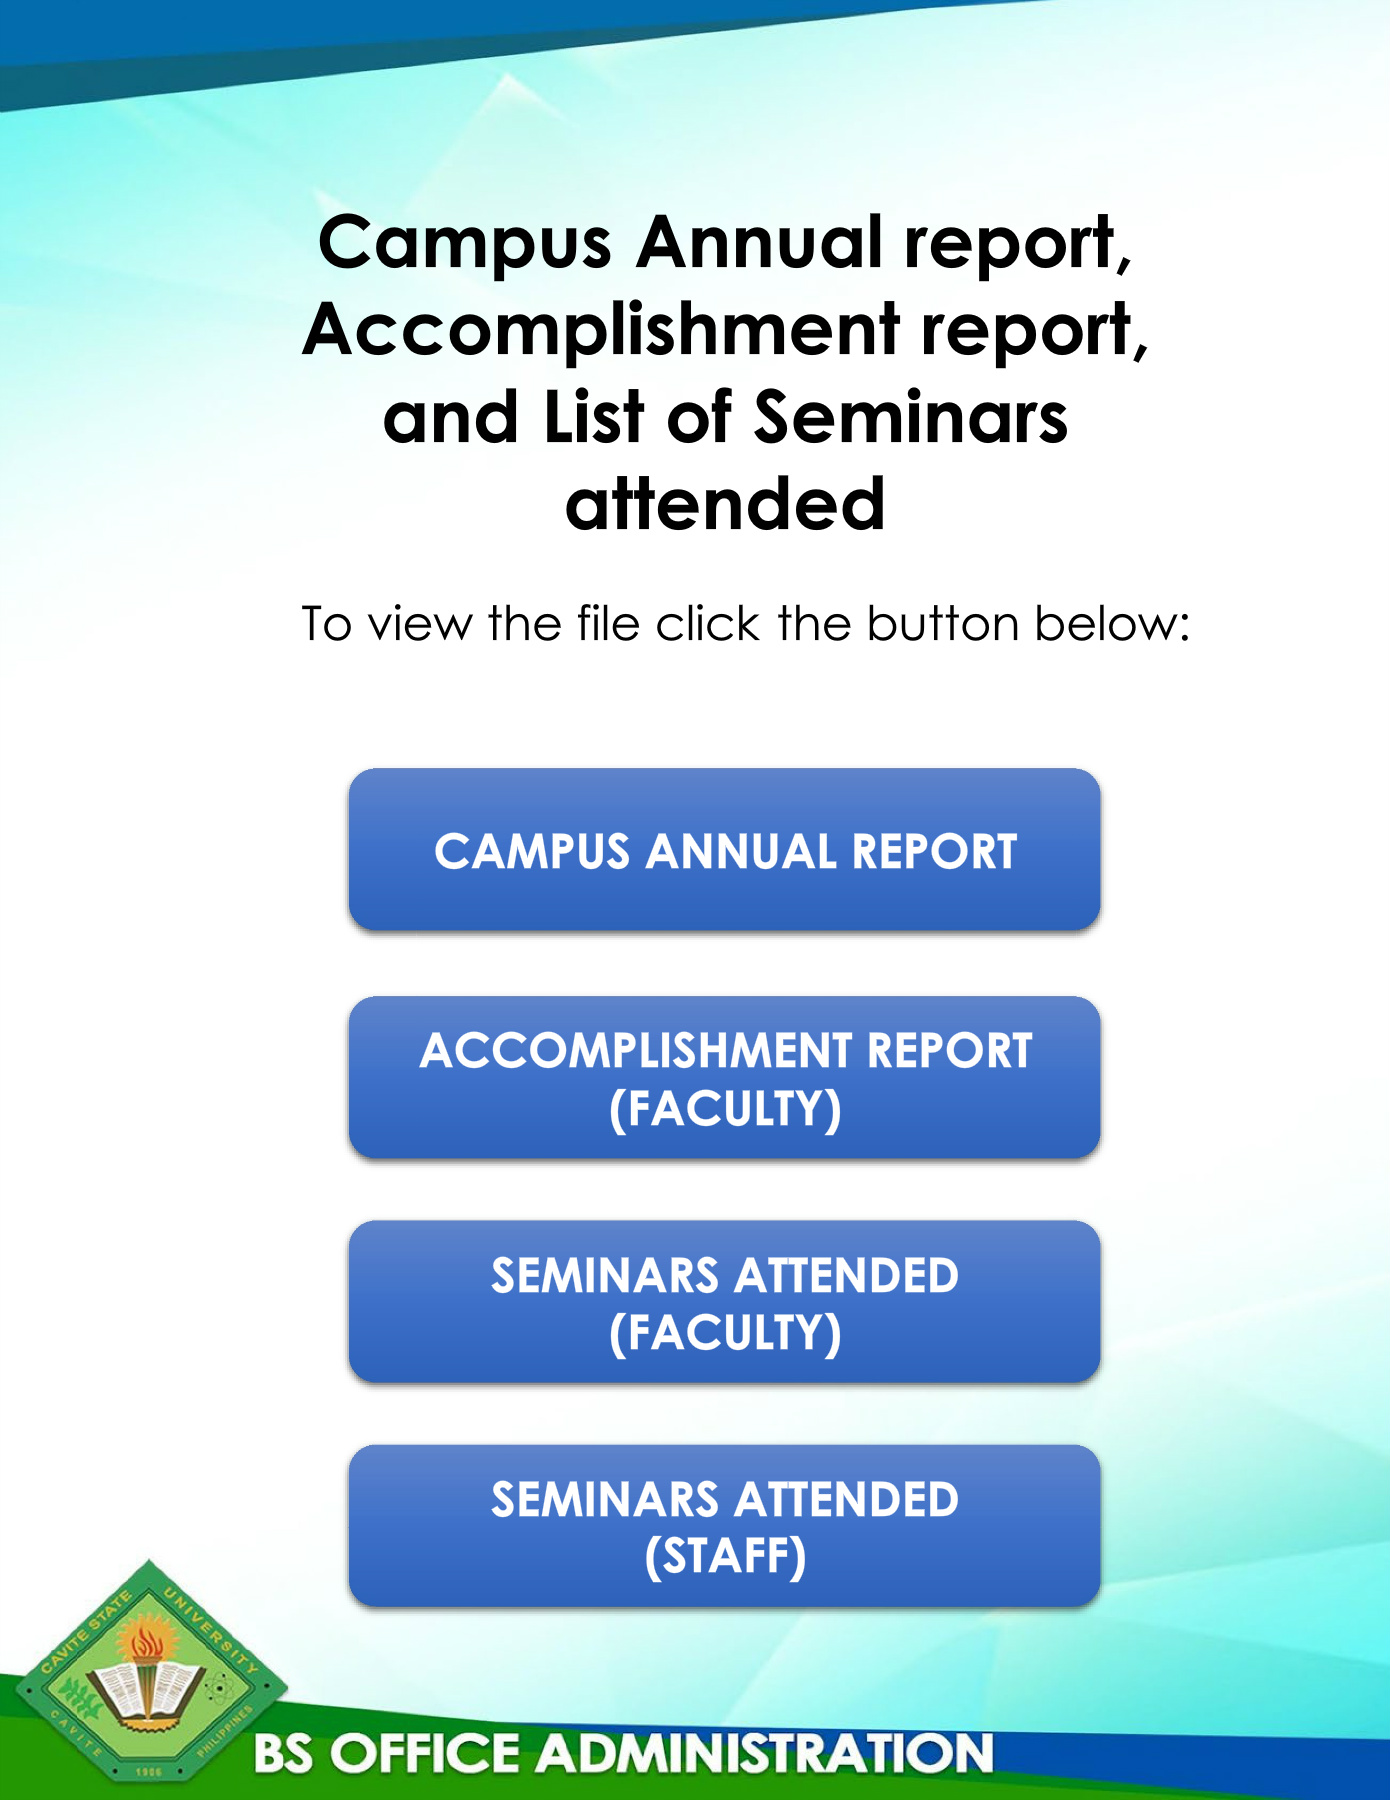 Campus Annual report,
Accomplishment report,
and List of Seminars
attended
To view the file click the button below:
CAMPUS ANNUAL REPORT
ACCOMPLISHMENT REPORT
(FACULTY)
SEMINARS ATTENDED
(FACULTY)
SEMINARS ATTENDED
(STAFF)
CAVITE STATE UNIVERSITY
CAVITE
1906
PHILIPPINES
BS OFFICE ADMINISTRATION